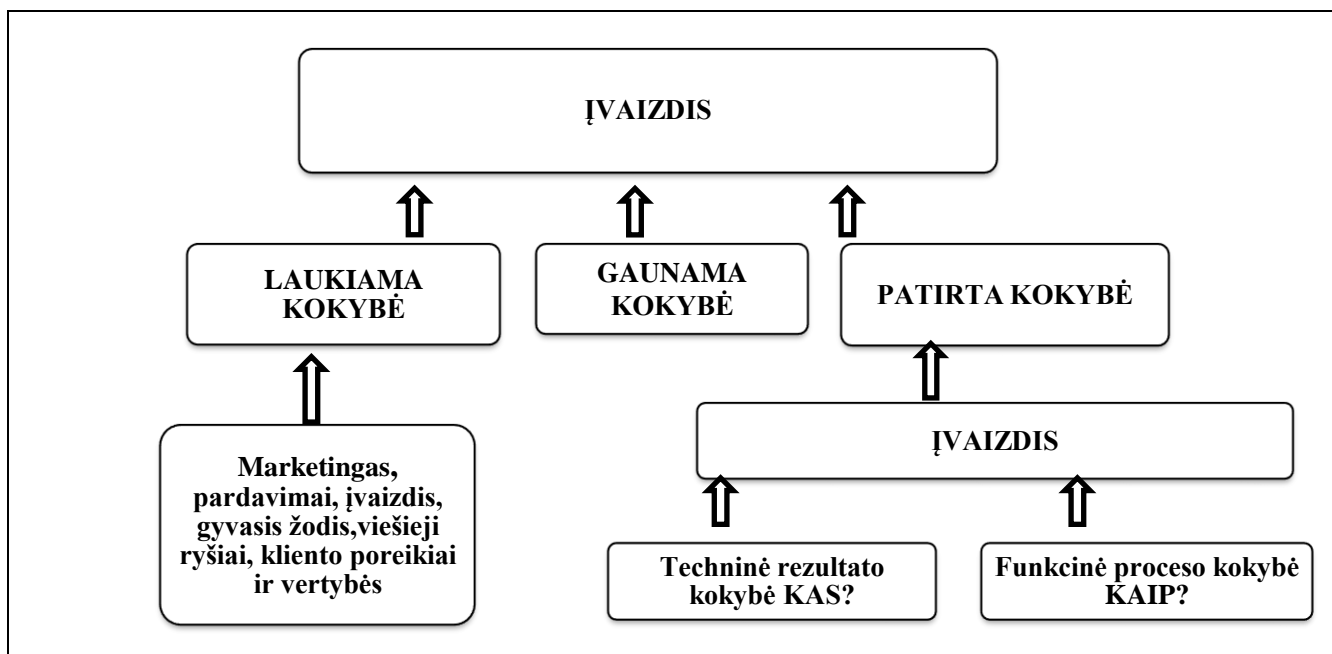 ĮVAIZDIS
LAUKIAMA
KOKYBĖ
GAUNAMA
KOKYBĖ
PATIRTA KOKYBĖ
ĮVAIZDIS
Marketingas,
pardavimai, įvaizdis,
gyvasis žodis,viešieji
ryšiai, kliento poreikiai
ir vertybės
Techninė rezultato
kokybė KAS?
Funkcinė proceso kokybė
KAIP?